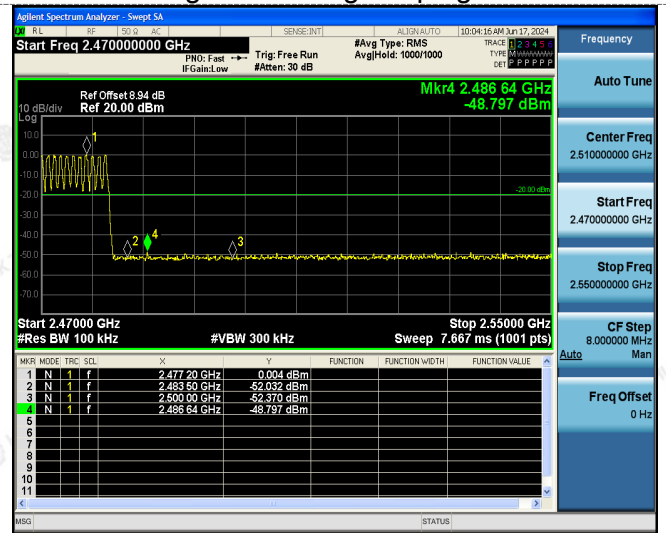 Agilent Spectrum Analyzer - Swept SA
RL RF 50 Ω AC SENSE:INT ALIGN AUTO 10:04:16 AM Jun 17, 2024
Start Freq 2.470000000 GHz
PNO: Fast
IFGain:Low
Trig: Free Run
#Atten: 30 dB
#Avg Type: RMS
Avg|Hold: 1000/1000
TRACE 1 2 3 4 5 6
TYPE M
DET P P P P P P
Frequency
Ref Offset 8.94 dB
Ref 20.00 dBm
10 dB/div
Log
Mkr4 2.486 64 GHz
-48.797 dBm
10.0
0.00
-10.0
-20.0
-30.0
-40.0
-50.0
-60.0
-70.0
1
2
4
3
-20.00 dBm
Start 2.47000 GHz
Stop 2.55000 GHz
#Res BW 100 kHz
#VBW 300 kHz
Sweep 7.667 ms (1001 pts)
MKR MODE TRC SCL X Y FUNCTION FUNCTION WIDTH FUNCTION VALUE
1 N 1 f 2.477 20 GHz 0.004 dBm
2 N 1 f 2.483 50 GHz -52.032 dBm
3 N 1 f 2.500 00 GHz -52.370 dBm
4 N 1 f 2.486 64 GHz -48.797 dBm
5
6
7
8
9
10
11
MSG
STATUS
Auto Tune
Center Freq
2.510000000 GHz
Start Freq
2.470000000 GHz
Stop Freq
2.550000000 GHz
CF Step
8.000000 MHz
Auto Man
Freq Offset
0 Hz